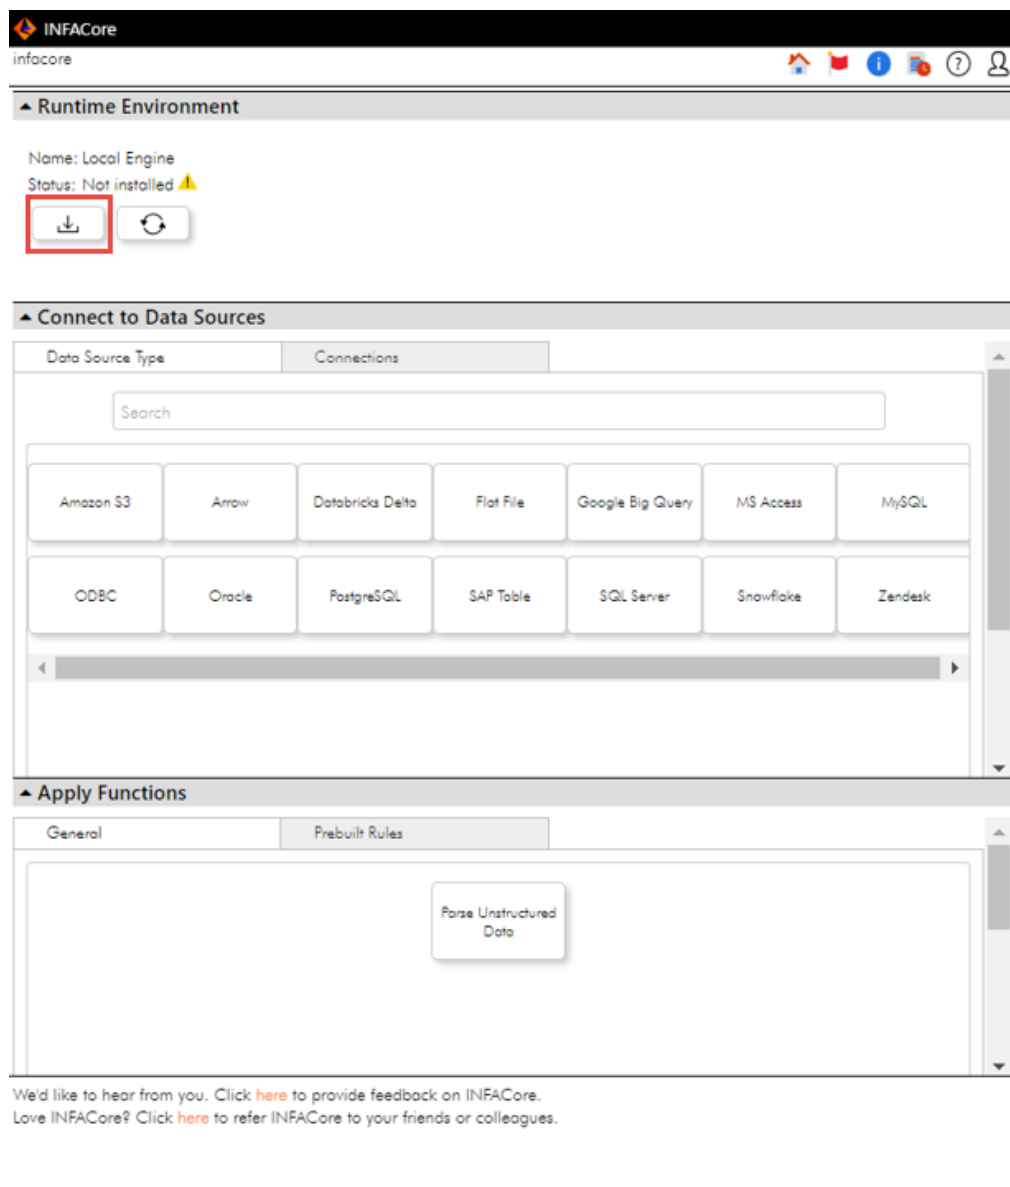 INFACore
infacore
i ?
Runtime Environment
Name: Local Engine
Status: Not installed
Connect to Data Sources
Data Source Type Connections
Search
Amazon S3 Arrow Databricks Delta Flat File Google Big Query MS Access MySQL
ODBC Oracle PostgreSQL SAP Table SQL Server Snowflake Zendesk
Apply Functions
General Prebuilt Rules
Parse Unstructured
Data
We'd like to hear from you. Click here to provide feedback on INFACore.
Love INFACore? Click here to refer INFACore to your friends or colleagues.